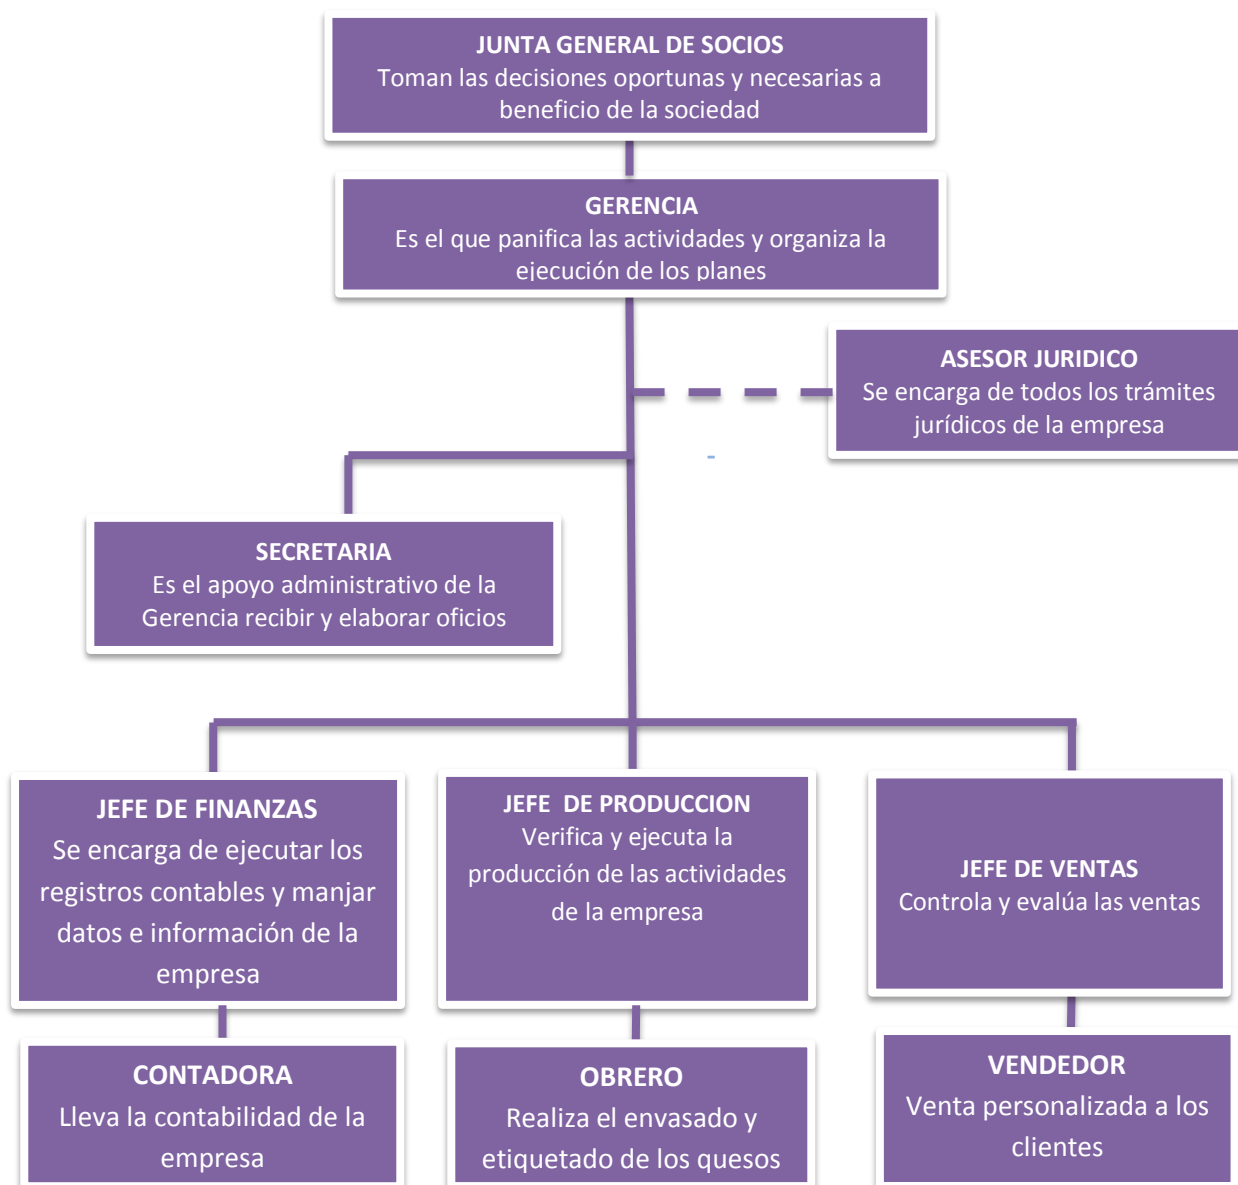 JUNTA GENERAL DE SOCIOS
Toman las decisiones oportunas y necesarias a
beneficio de la sociedad
GERENCIA
Es el que panifica las actividades y organiza la
ejecución de los planes
ASESOR JURIDICO
Se encarga de todos los trámites
jurídicos de la empresa
-
SECRETARIA
Es el apoyo administrativo de la
Gerencia recibir y elaborar oficios
JEFE DE FINANZAS
Se encarga de ejecutar los
registros contables y manjar
datos e información de la
empresa
JEFE DE PRODUCCION
Verifica y ejecuta la
producción de las actividades
de la empresa
JEFE DE VENTAS
Controla y evalúa las ventas
CONTADORA
Lleva la contabilidad de la
empresa
OBRERO
Realiza el envasado y
etiquetado de los quesos
VENDEDOR
Venta personalizada a los
clientes